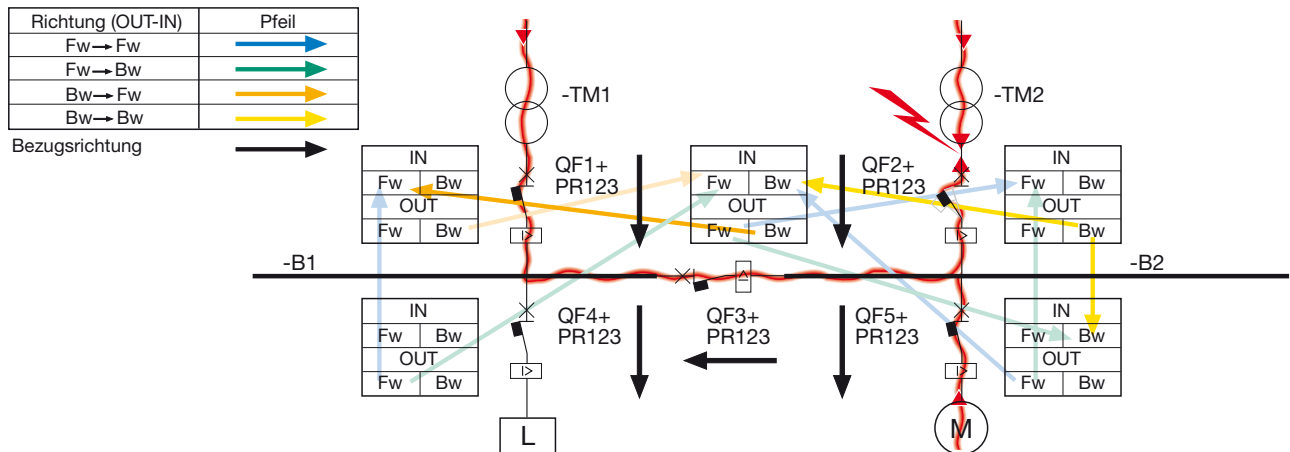 Richtung (OUT-IN) Pfeil
Fw → Fw
Fw → Bw
Bw → Fw
Bw → Bw
Bezugsrichtung
-TM1
-TM2
IN
Fw Bw
OUT
Fw Bw
QF1+
PR123
IN
Fw Bw
OUT
Fw Bw
QF2+
PR123
IN
Fw Bw
OUT
Fw Bw
-B1
-B2
IN
Fw Bw
OUT
Fw Bw
QF4+
PR123
QF3+
PR123
QF5+
PR123
IN
Fw Bw
OUT
Fw Bw
L
M